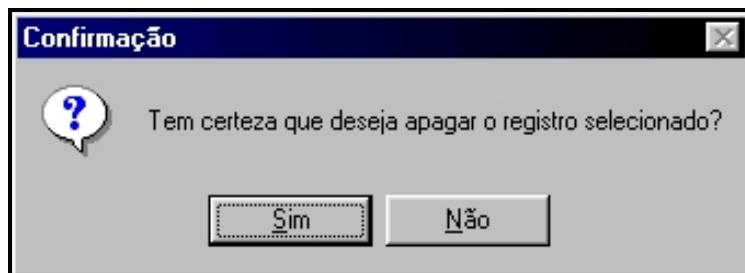 Confirmação
Tem certeza que deseja apagar o registro selecionado?
Sim Não